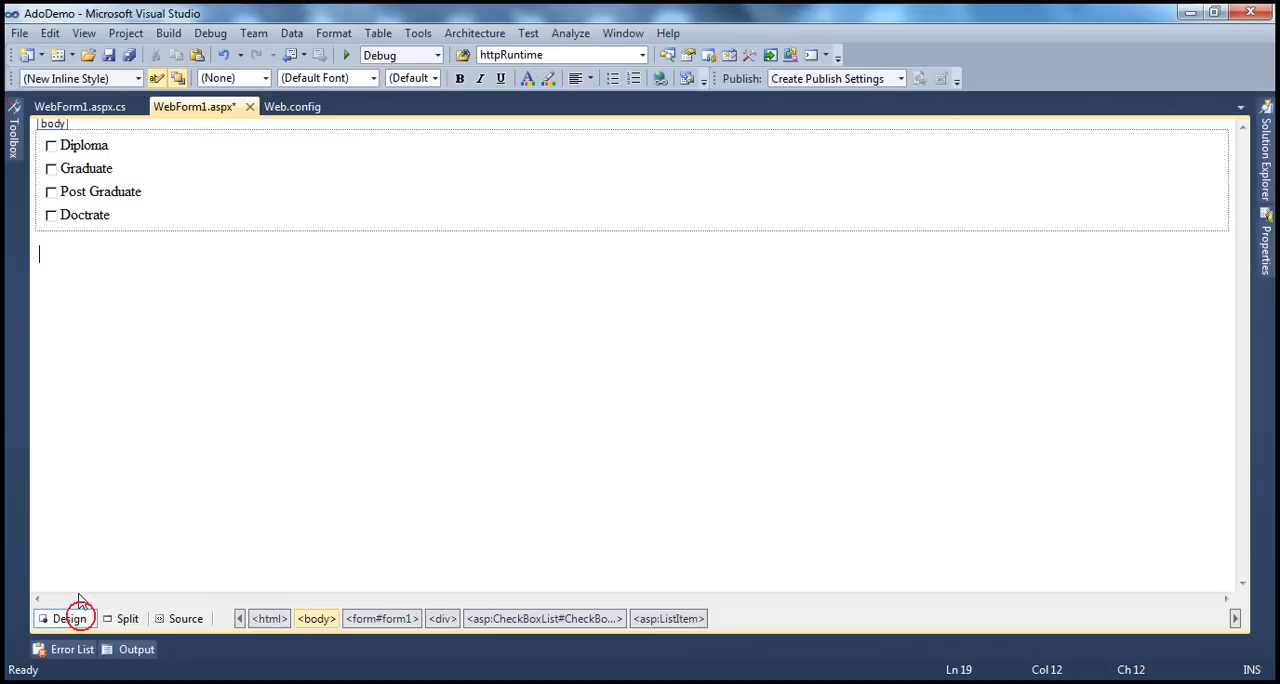 AdoDemo - Microsoft Visual Studio
File Edit View Project Build Debug Team Data Format Table Tools Architecture Test Analyze Window Help
Debug httpRuntime
(New Inline Style) (None) (Default Font) (Default B I U A Publish: Create Publish Settings
WebForm1.aspx.cs WebForm1.aspx* Web.config
Toolbox
body
Diploma
Graduate
Post Graduate
Doctrate
Solution Explorer
Properties
Design Split Source <html> <body> <form#form1> <div> <asp:CheckBoxList#CheckBo...> <asp:ListItem>
Error List Output
Ready Ln 19 Col 12 Ch 12 INS